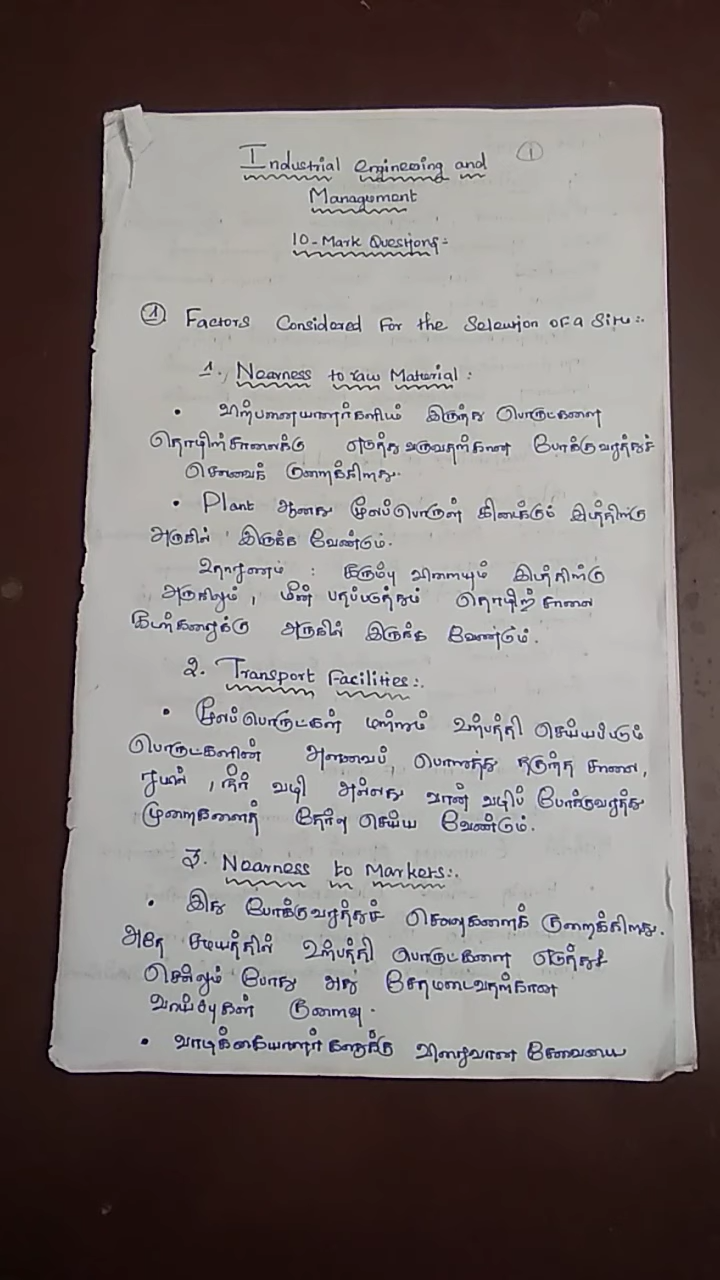 ①
Industrial engineering and
Management
10-Mark Questions:-
① Factors Considered For the Selection of a Site:-
1. Nearness to raw Material :
• விற்பனையாளர்களிடம் இருந்து பொருட்களை
தொழிற்சாலைக்கு எடுத்து வருவதற்கான போக்குவரத்துச்
செலவைக் குறைக்கிறது.
• Plant ஆனது மூலப்பொருள் கிடைக்கும் இடத்திற்கு
அருகில் இருக்க வேண்டும்.
உதாரணம் : கரும்பு விளையும் இடத்திற்கு
அருகிலும், மீன் பதப்படுத்தும் தொழிற் சாலை
கடற்கரைக்கு அருகில் இருக்க வேண்டும்.
2. Transport Facilities:-
• மூலப்பொருட்கள் மற்றும் உற்பத்தி செய்யப்படும்
பொருட்களின் அளவைப் பொறுத்து தகுந்த சாலை,
ரயில், நீர் வழி அல்லது வான் வழிப் போக்குவரத்து
முறைகளைத் தேர்வு செய்ய வேண்டும்.
3. Nearness to Markets:-
• இது போக்குவரத்துச் செலவுகளைக் குறைக்கிறது.
அதே சமயத்தில் உற்பத்தி பொருட்களை எடுத்துச்
செல்லும் போது அது சேதமடைவதற்கான
வாய்ப்புகள் குறைவு.
• வாடிக்கையாளர்களுக்கு விரைவான சேவையை